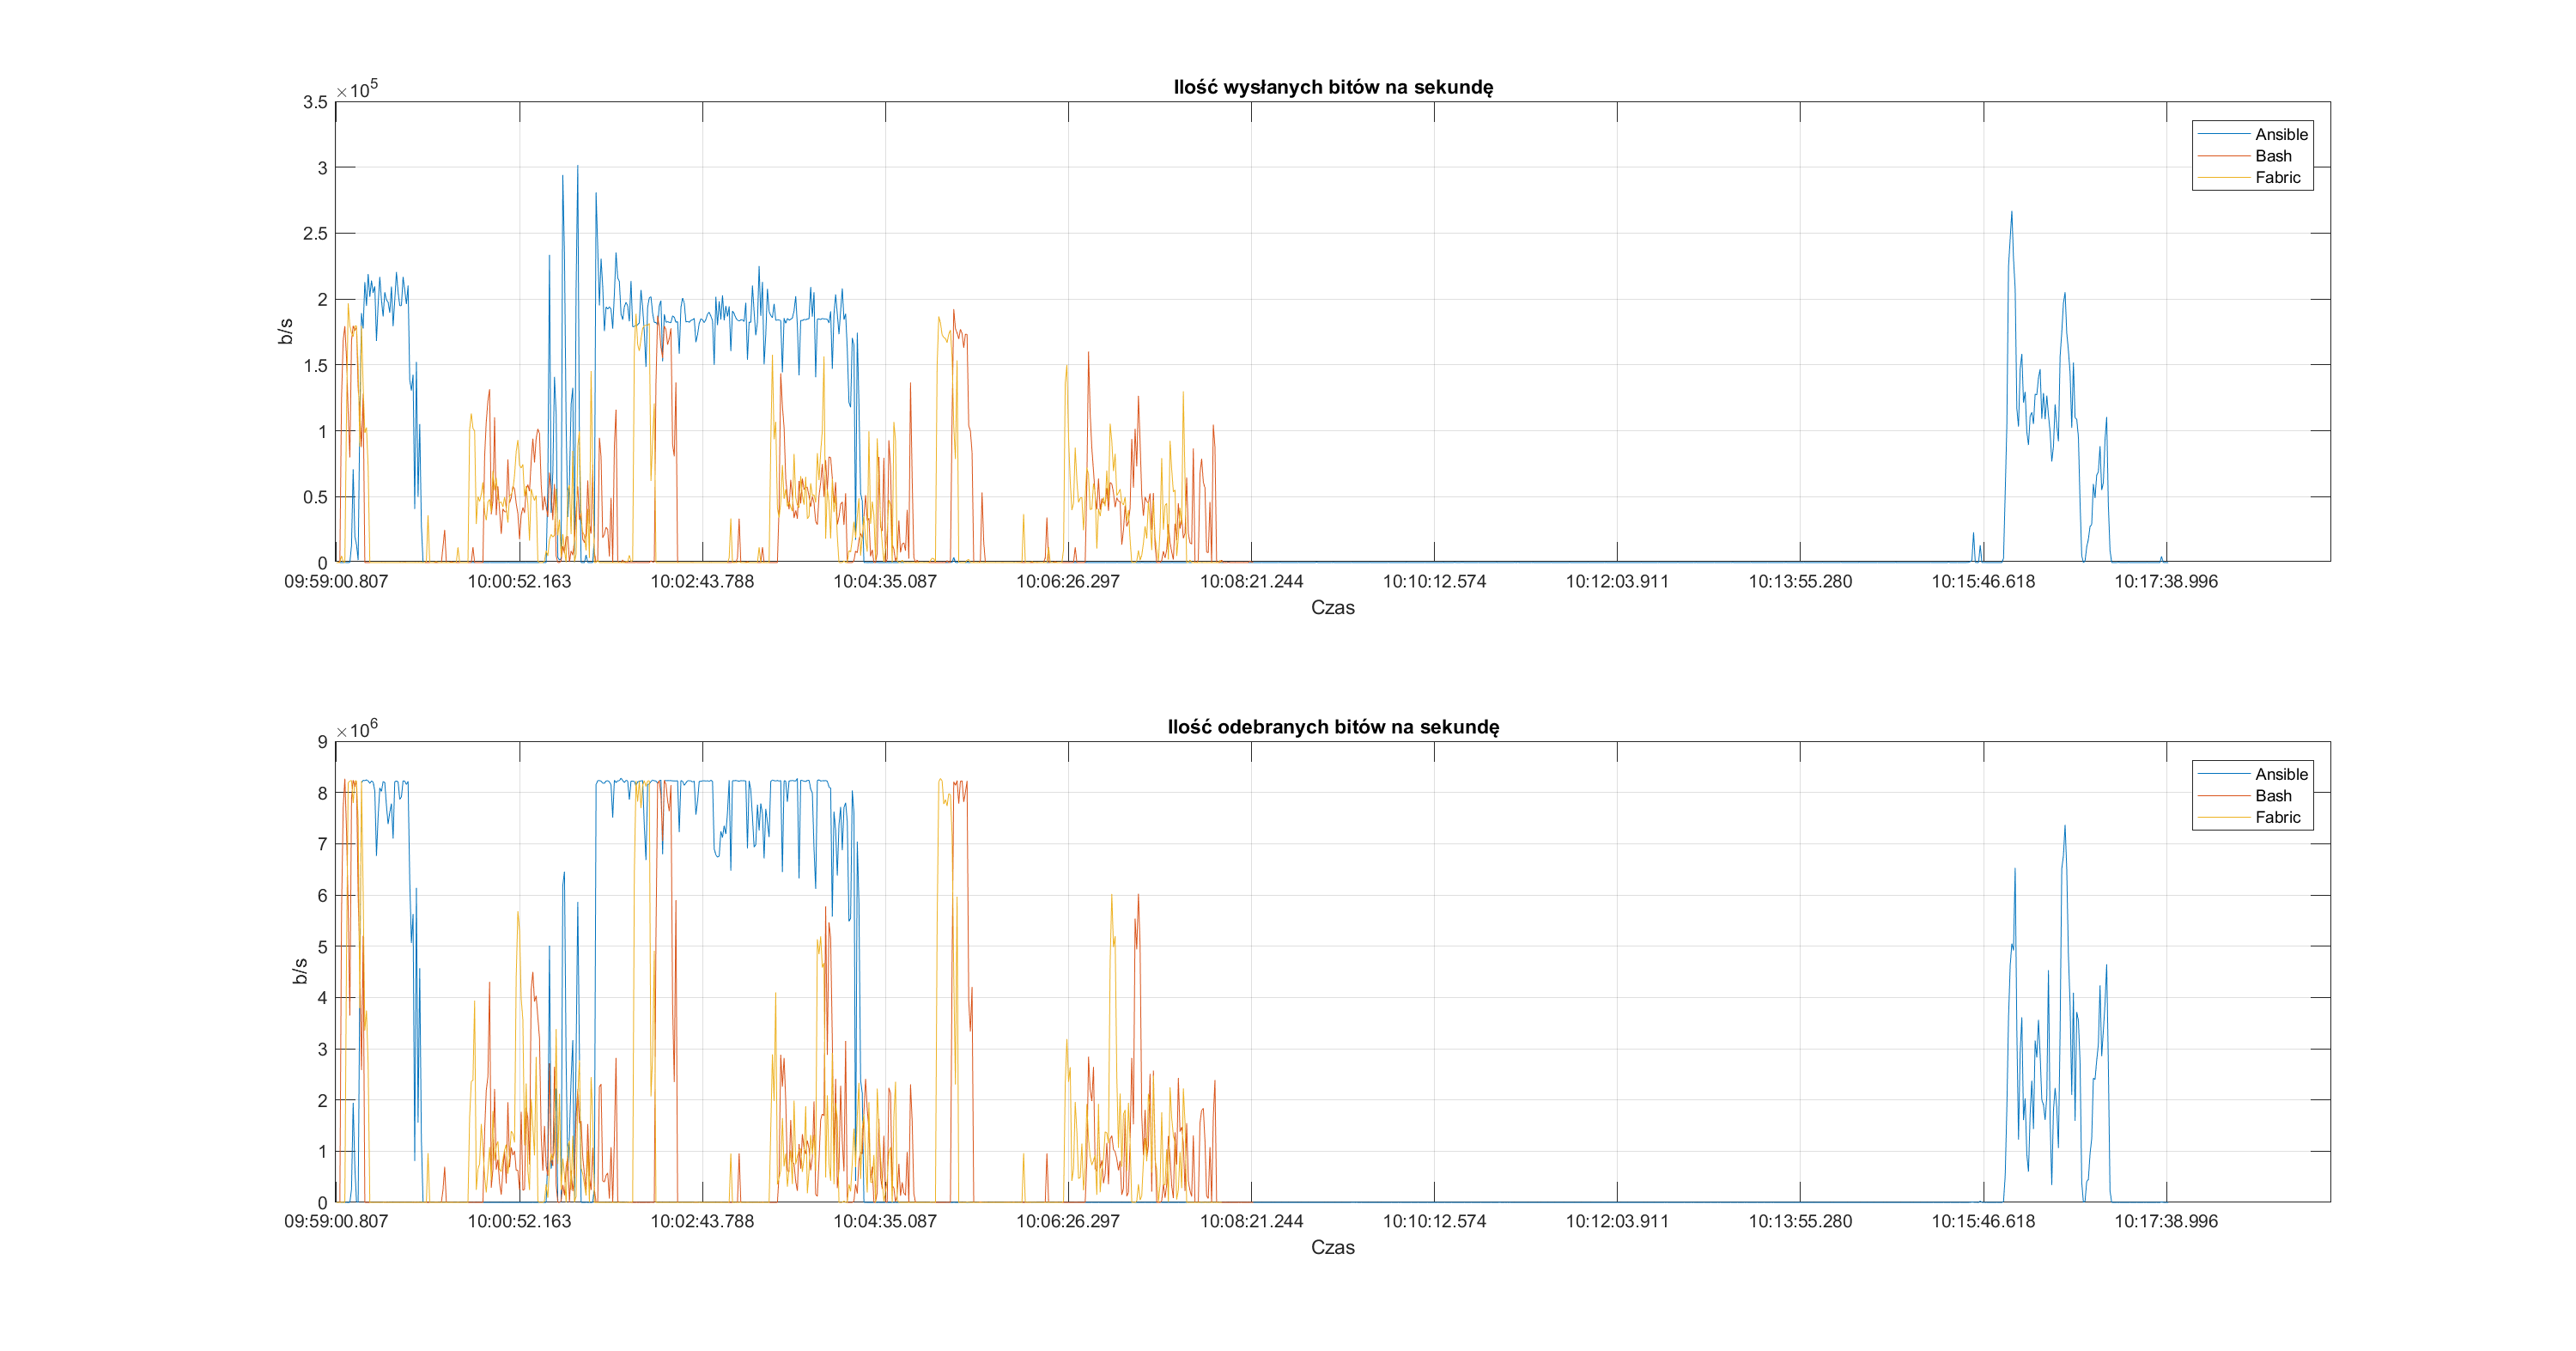 Ilość wysłanych bitów na sekundę
×10^5
3.5
3
2.5
2
1.5
1
0.5
0
b/s
Ansible
Bash
Fabric
09:59:00.807 10:00:52.163 10:02:43.788 10:04:35.087 10:06:26.297 10:08:21.244 10:10:12.574 10:12:03.911 10:13:55.280 10:15:46.618 10:17:38.996
Czas
Ilość odebranych bitów na sekundę
×10^6
9
8
7
6
5
4
3
2
1
0
b/s
Ansible
Bash
Fabric
09:59:00.807 10:00:52.163 10:02:43.788 10:04:35.087 10:06:26.297 10:08:21.244 10:10:12.574 10:12:03.911 10:13:55.280 10:15:46.618 10:17:38.996
Czas